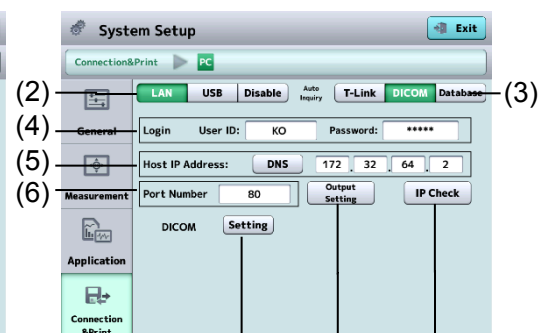 System Setup
Exit
Connection&Print PC
(2)
LAN USB Disable Auto Inquiry T-Link DICOM Database
(3)
General
(4)
Login User ID: KO Password: *****
(5)
Host IP Address: DNS 172 . 32 . 64 . 2
Measurement
(6)
Port Number 80 Output Setting IP Check
DICOM Setting
Application
Connection
&Print